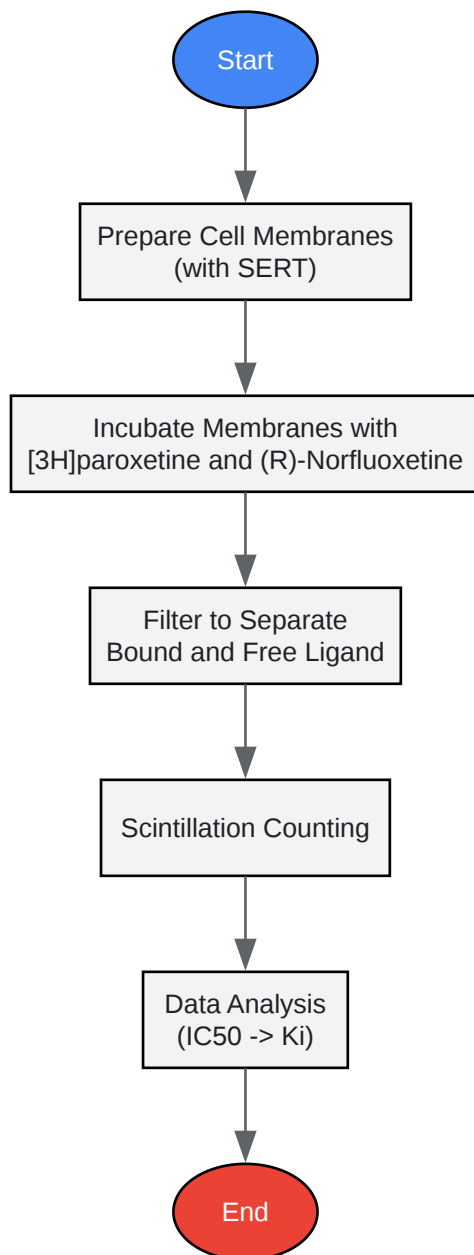 Start
Prepare Cell Membranes
(with SERT)
Incubate Membranes with
[3H]paroxetine and (R)-Norfluoxetine
Filter to Separate
Bound and Free Ligand
Scintillation Counting
Data Analysis
(IC50 -> Ki)
End